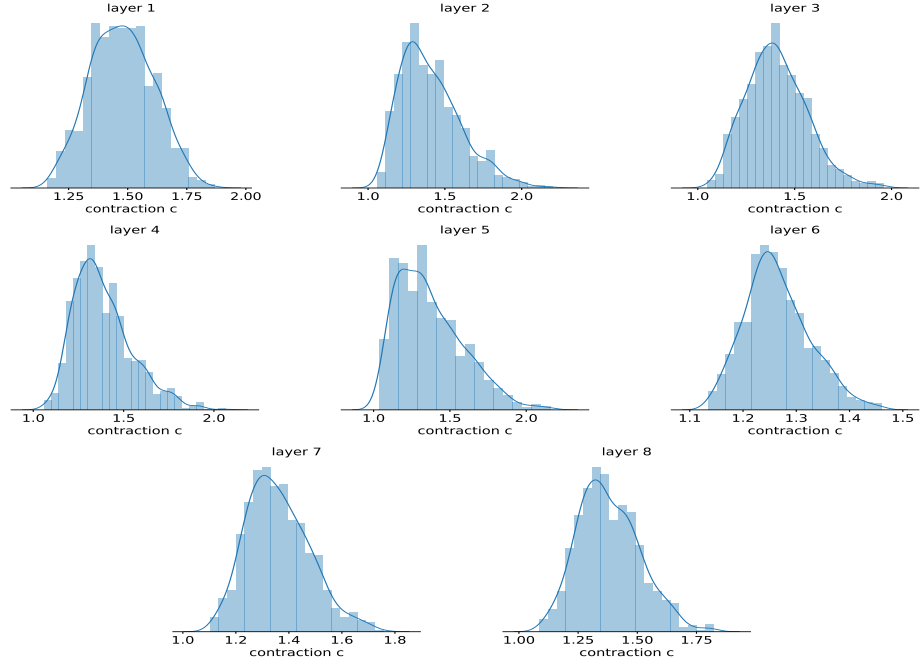 layer 1
layer 2
layer 3
1.25 1.50 1.75 2.00
1.0 1.5 2.0
1.0 1.5 2.0
contraction c
contraction c
contraction c
layer 4
layer 5
layer 6
1.0 1.5 2.0
1.0 1.5 2.0
1.1 1.2 1.3 1.4 1.5
contraction c
contraction c
contraction c
layer 7
layer 8
1.0 1.2 1.4 1.6 1.8
1.00 1.25 1.50 1.75
contraction c
contraction c